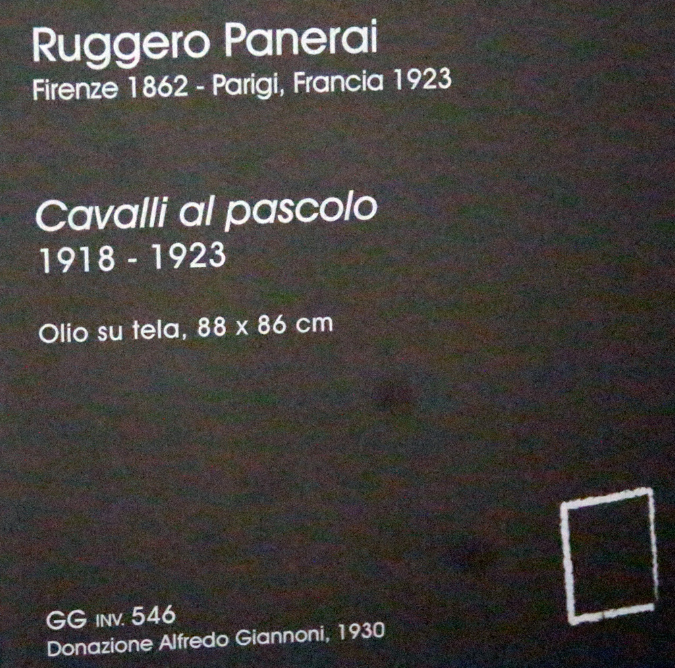 Ruggero Panerai
Firenze 1862 - Parigi, Francia 1923
Cavalli al pascolo
1918 - 1923
Olio su tela, 88 x 86 cm
GG INV. 546
Donazione Alfredo Giannoni, 1930